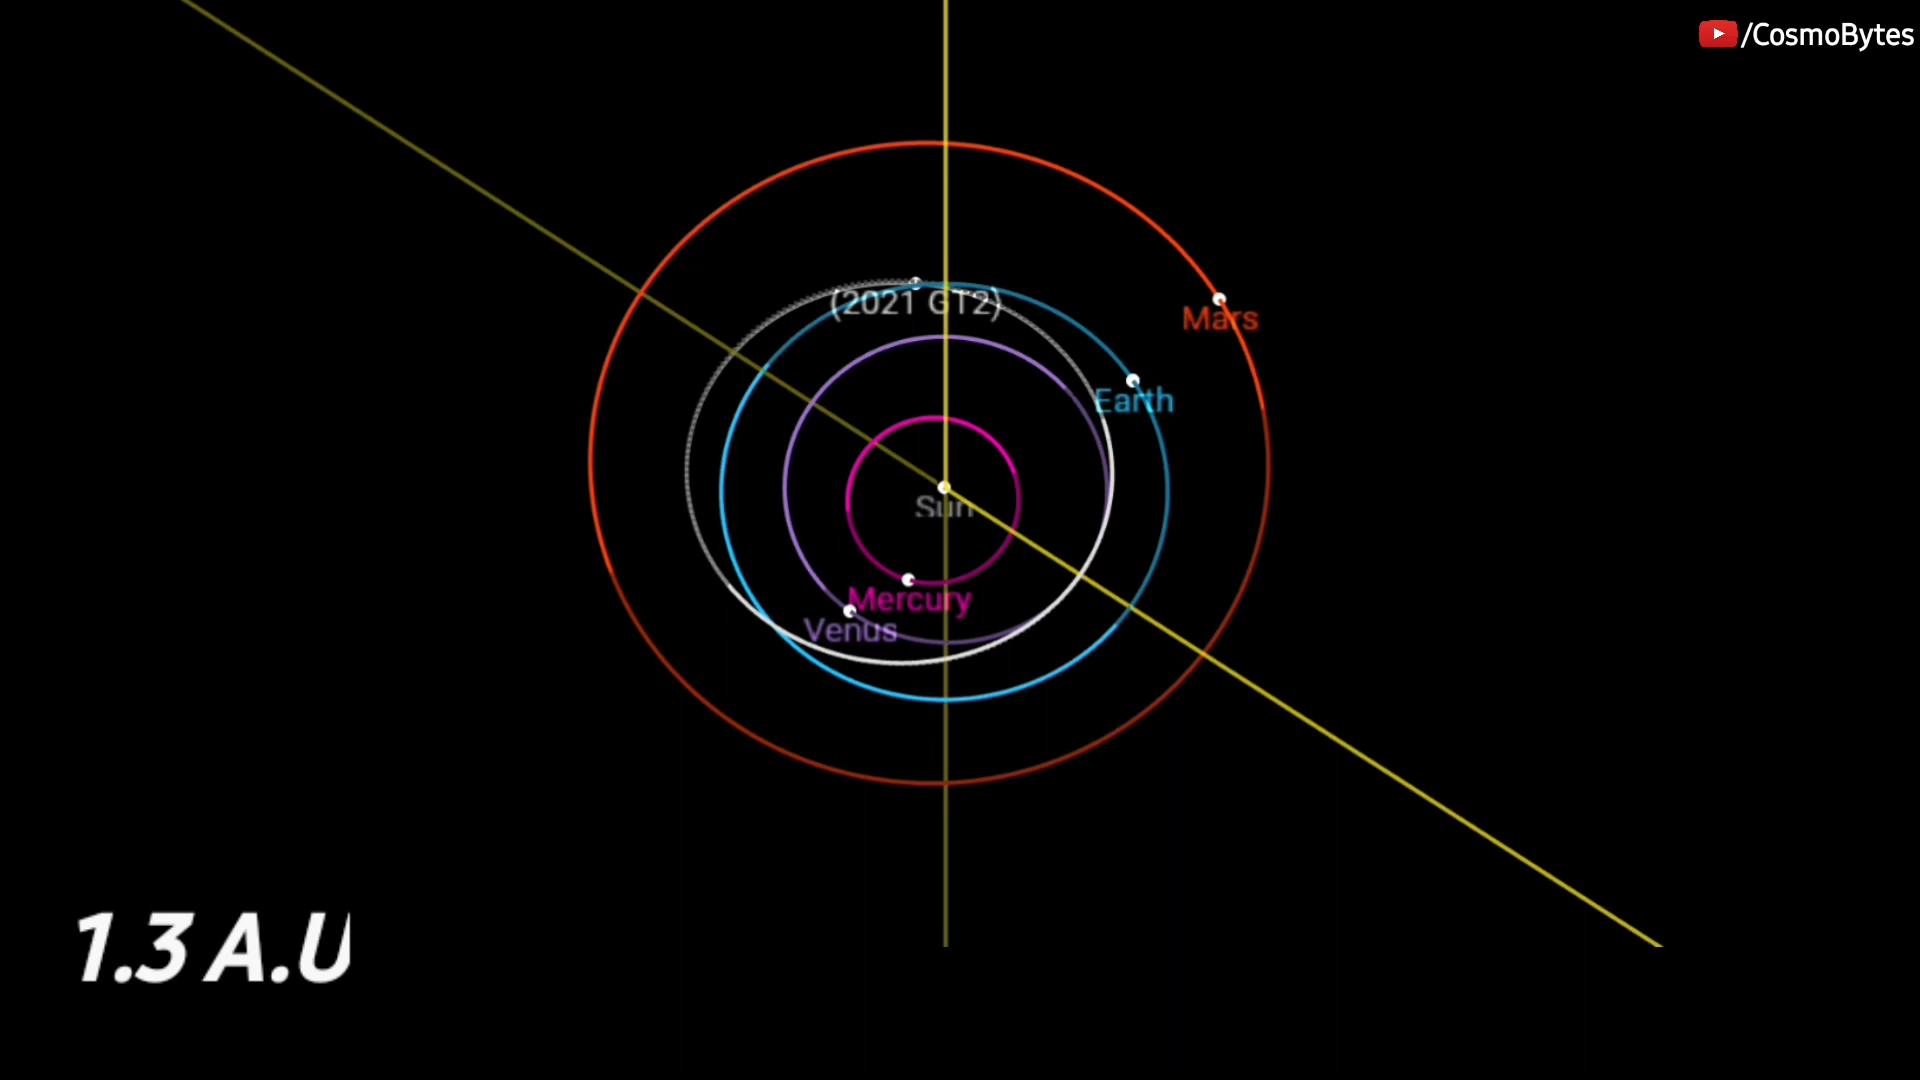 /CosmoBytes
(2021 GT2)
Mars
Earth
Sun
Mercury
Venus
1.3 A.U